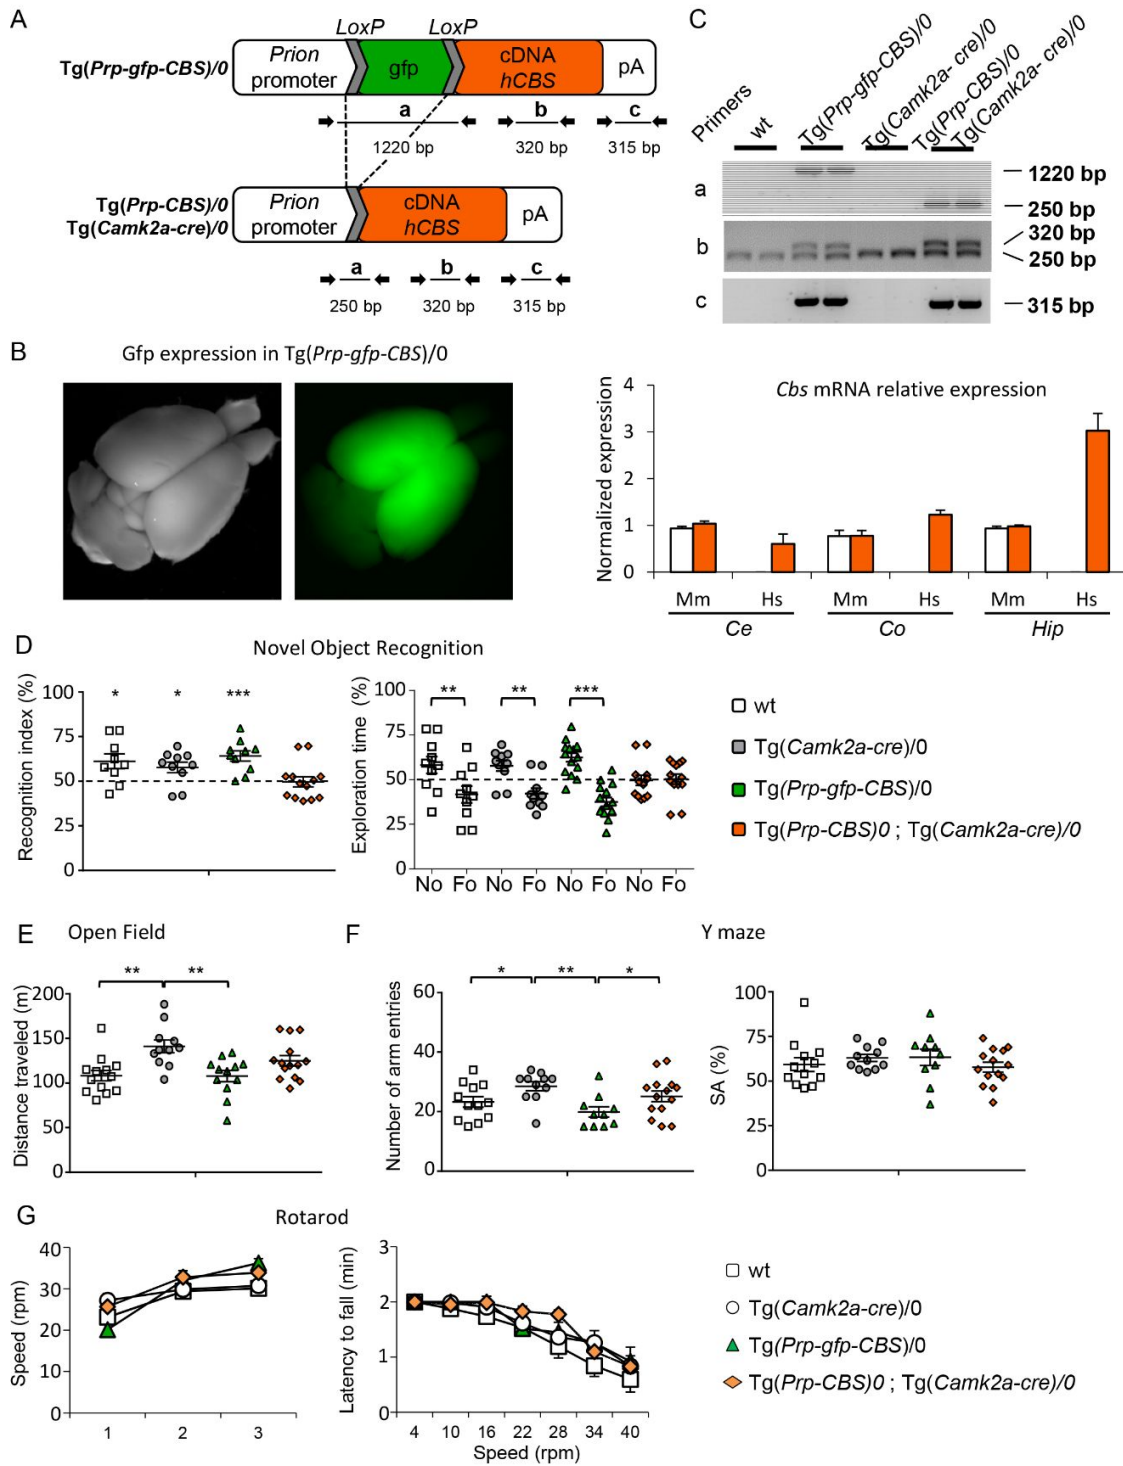 A
LoxP LoxP
Tg(Prp-gfp-CBS)/0
Prion promoter
gfp
cDNA hCBS
pA
a b c
1220 bp 320 bp 315 bp
Tg(Prp-CBS)/0
Tg(Camk2a-cre)/0
Prion promoter
cDNA hCBS
pA
a b c
250 bp 320 bp 315 bp
C
Primers
wt
Tg(Prp-gfp-CBS)/0
Tg(Camk2a- cre)/0
Tg(Prp-CBS)/0
Tg(Camk2a- cre)/0
a
1220 bp
250 bp
b
320 bp
250 bp
c
315 bp
B
Gfp expression in Tg(Prp-gfp-CBS)/0
Cbs mRNA relative expression
Normalized expression
4
3
2
1
0
Mm Hs Mm Hs Mm Hs
Ce Co Hip
D
Novel Object Recognition
Recognition index (%)
100
75
50
25
0
* * ***
Exploration time (%)
100
75
50
25
0
** ** ***
No Fo No Fo No Fo No Fo
wt
Tg(Camk2a-cre)/0
Tg(Prp-gfp-CBS)/0
Tg(Prp-CBS)0 ; Tg(Camk2a-cre)/0
E
Open Field
Distance traveled (m)
200
150
100
50
0
** **
F
Y maze
Number of arm entries
60
40
20
0
* ** *
SA (%)
100
75
50
25
0
G
Rotarod
Speed (rpm)
40
30
20
10
0
1 2 3
Latency to fall (min)
3
2
1
0
4 10 16 22 28 34 40
Speed (rpm)
wt
Tg(Camk2a-cre)/0
Tg(Prp-gfp-CBS)/0
Tg(Prp-CBS)0 ; Tg(Camk2a-cre)/0